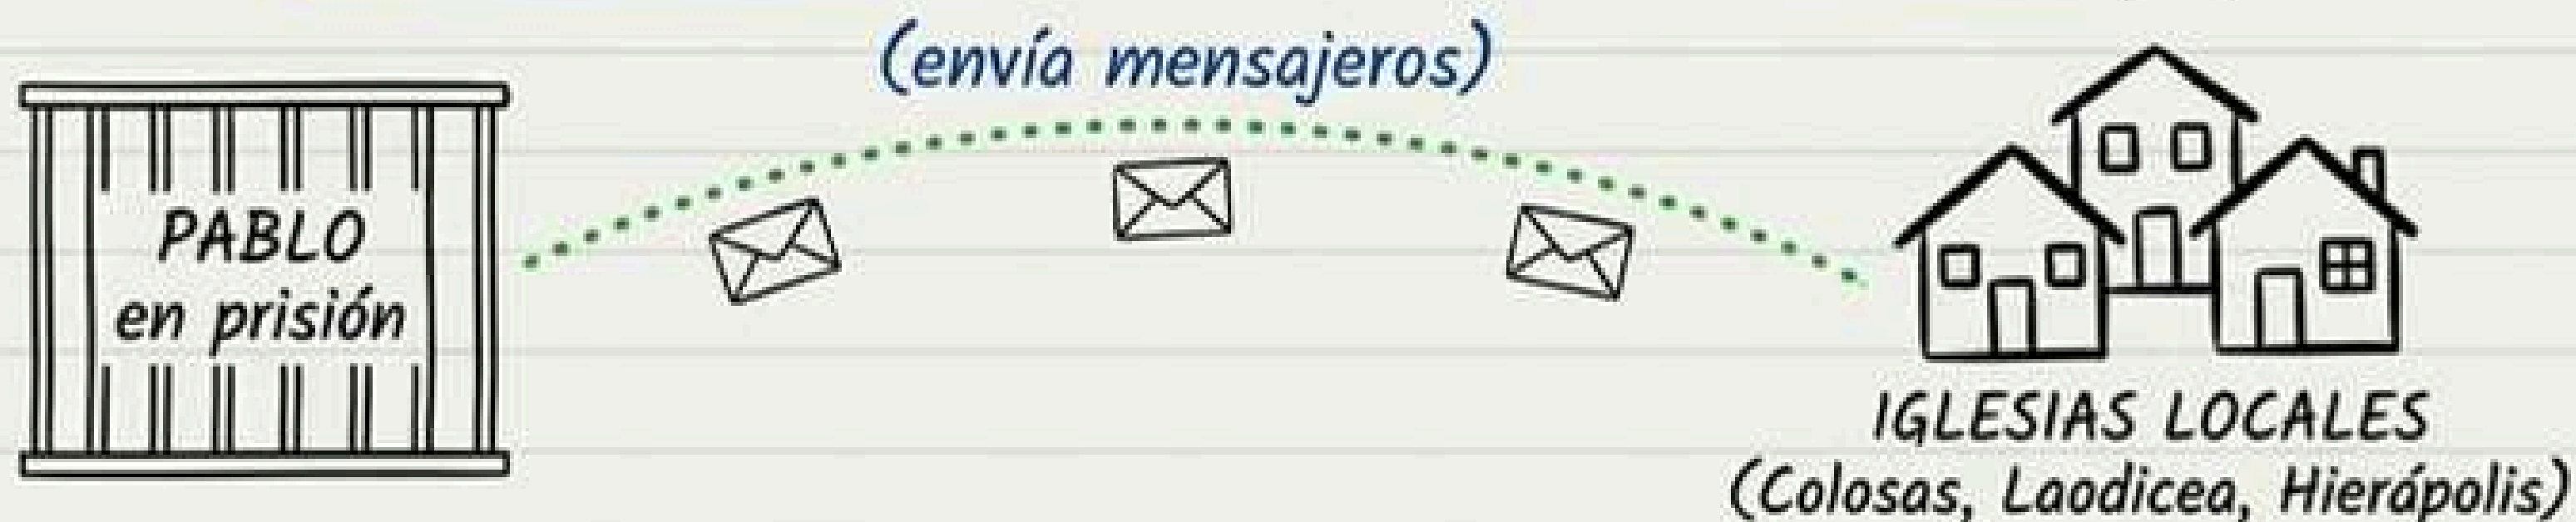 (envía mensajeros)
PABLO
en prisión
IGLESIAS LOCALES
(Colosas, Laodicea, Hierápolis)